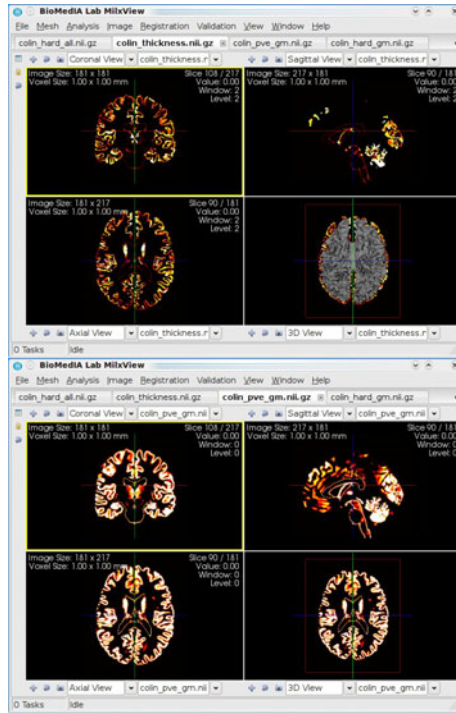 BioMedIA Lab MilxView
File Mesh Analysis Image Registration Validation View Window Help
colin_hard_all.nii.gz colin_thickness.nii.gz colin_pve_gm.nii.gz colin_hard_gm.nii.gz
Coronal View colin_thickness.r Sagittal View colin_thickness.r
Image Size: 181 x 181 Slice 108 / 217 Image Size: 217 x 181 Slice 90 / 181
Voxel Size: 1.00 x 1.00 mm Value: 0.00 Voxel Size: 1.00 x 1.00 mm Value: 0.00
Window: 2 Window: 2
Level: 2 Level: 2
Image Size: 181 x 217 Slice 90 / 181
Voxel Size: 1.00 x 1.00 mm Value: 0.00
Window: 2
Level: 2
Axial View colin_thickness.r 3D View colin_thickness.r
0 Tasks Idle
BioMedIA Lab MilxView
File Mesh Analysis Image Registration Validation View Window Help
colin_hard_all.nii.gz colin_thickness.nii.gz colin_pve_gm.nii.gz colin_hard_gm.nii.gz
Coronal View colin_pve_gm.nii Sagittal View colin_pve_gm.nii
Image Size: 181 x 181 Slice 108 / 217 Image Size: 217 x 181 Slice 90 / 181
Voxel Size: 1.00 x 1.00 mm Value: 0.00 Voxel Size: 1.00 x 1.00 mm Value: 0.00
Window: 0 Window: 0
Level: 0 Level: 0
Image Size: 181 x 217 Slice 90 / 181
Voxel Size: 1.00 x 1.00 mm Value: 0.00
Window: 0
Level: 0
Axial View colin_pve_gm.nii 3D View colin_pve_gm.nii
0 Tasks Idle